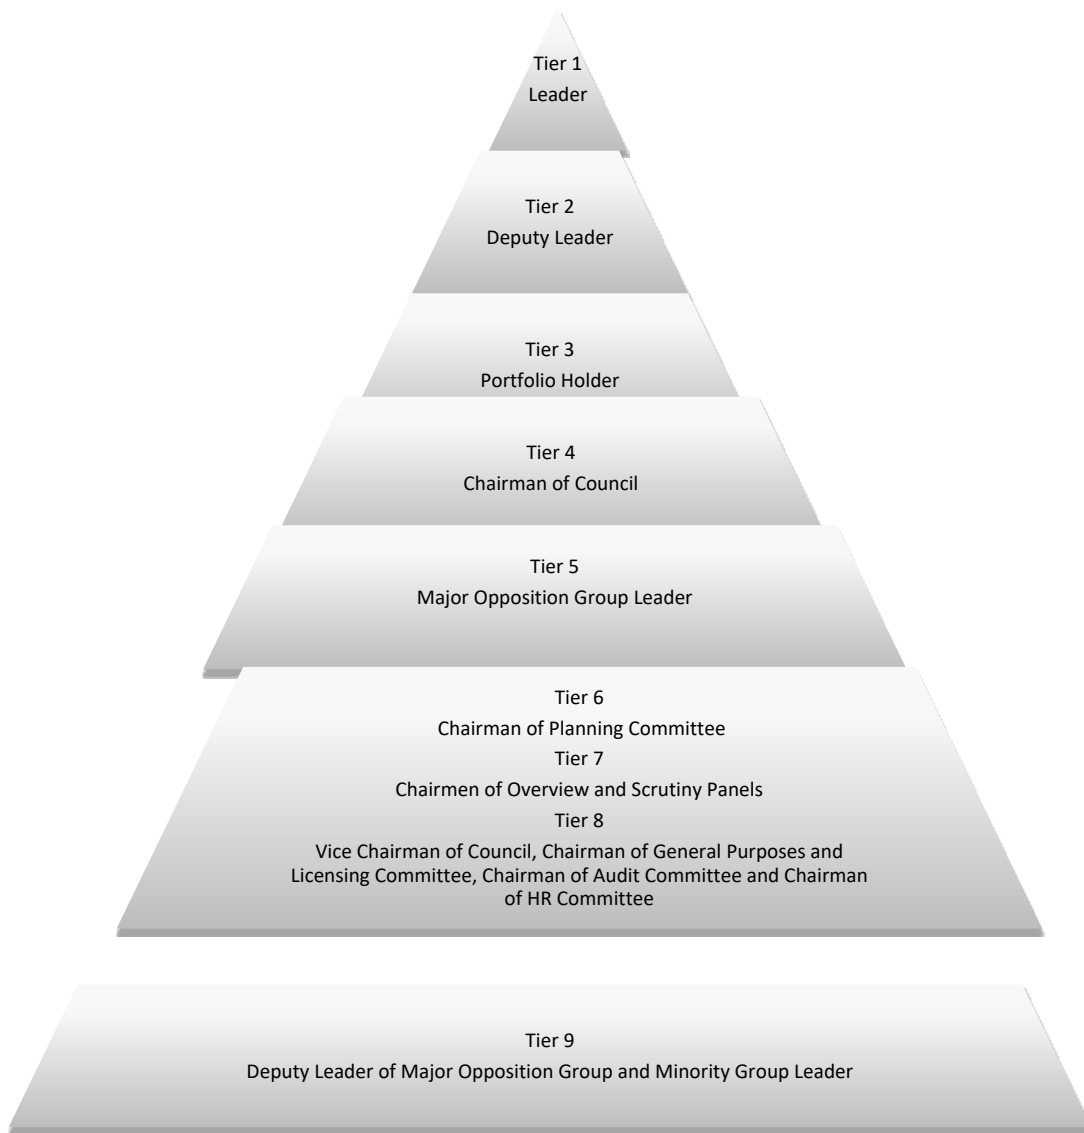 Tier 1
Leader
Tier 2
Deputy Leader
Tier 3
Portfolio Holder
Tier 4
Chairman of Council
Tier 5
Major Opposition Group Leader
Tier 6
Chairman of Planning Committee
Tier 7
Chairmen of Overview and Scrutiny Panels
Tier 8
Vice Chairman of Council, Chairman of General Purposes and
Licensing Committee, Chairman of Audit Committee and Chairman
of HR Committee
Tier 9
Deputy Leader of Major Opposition Group and Minority Group Leader